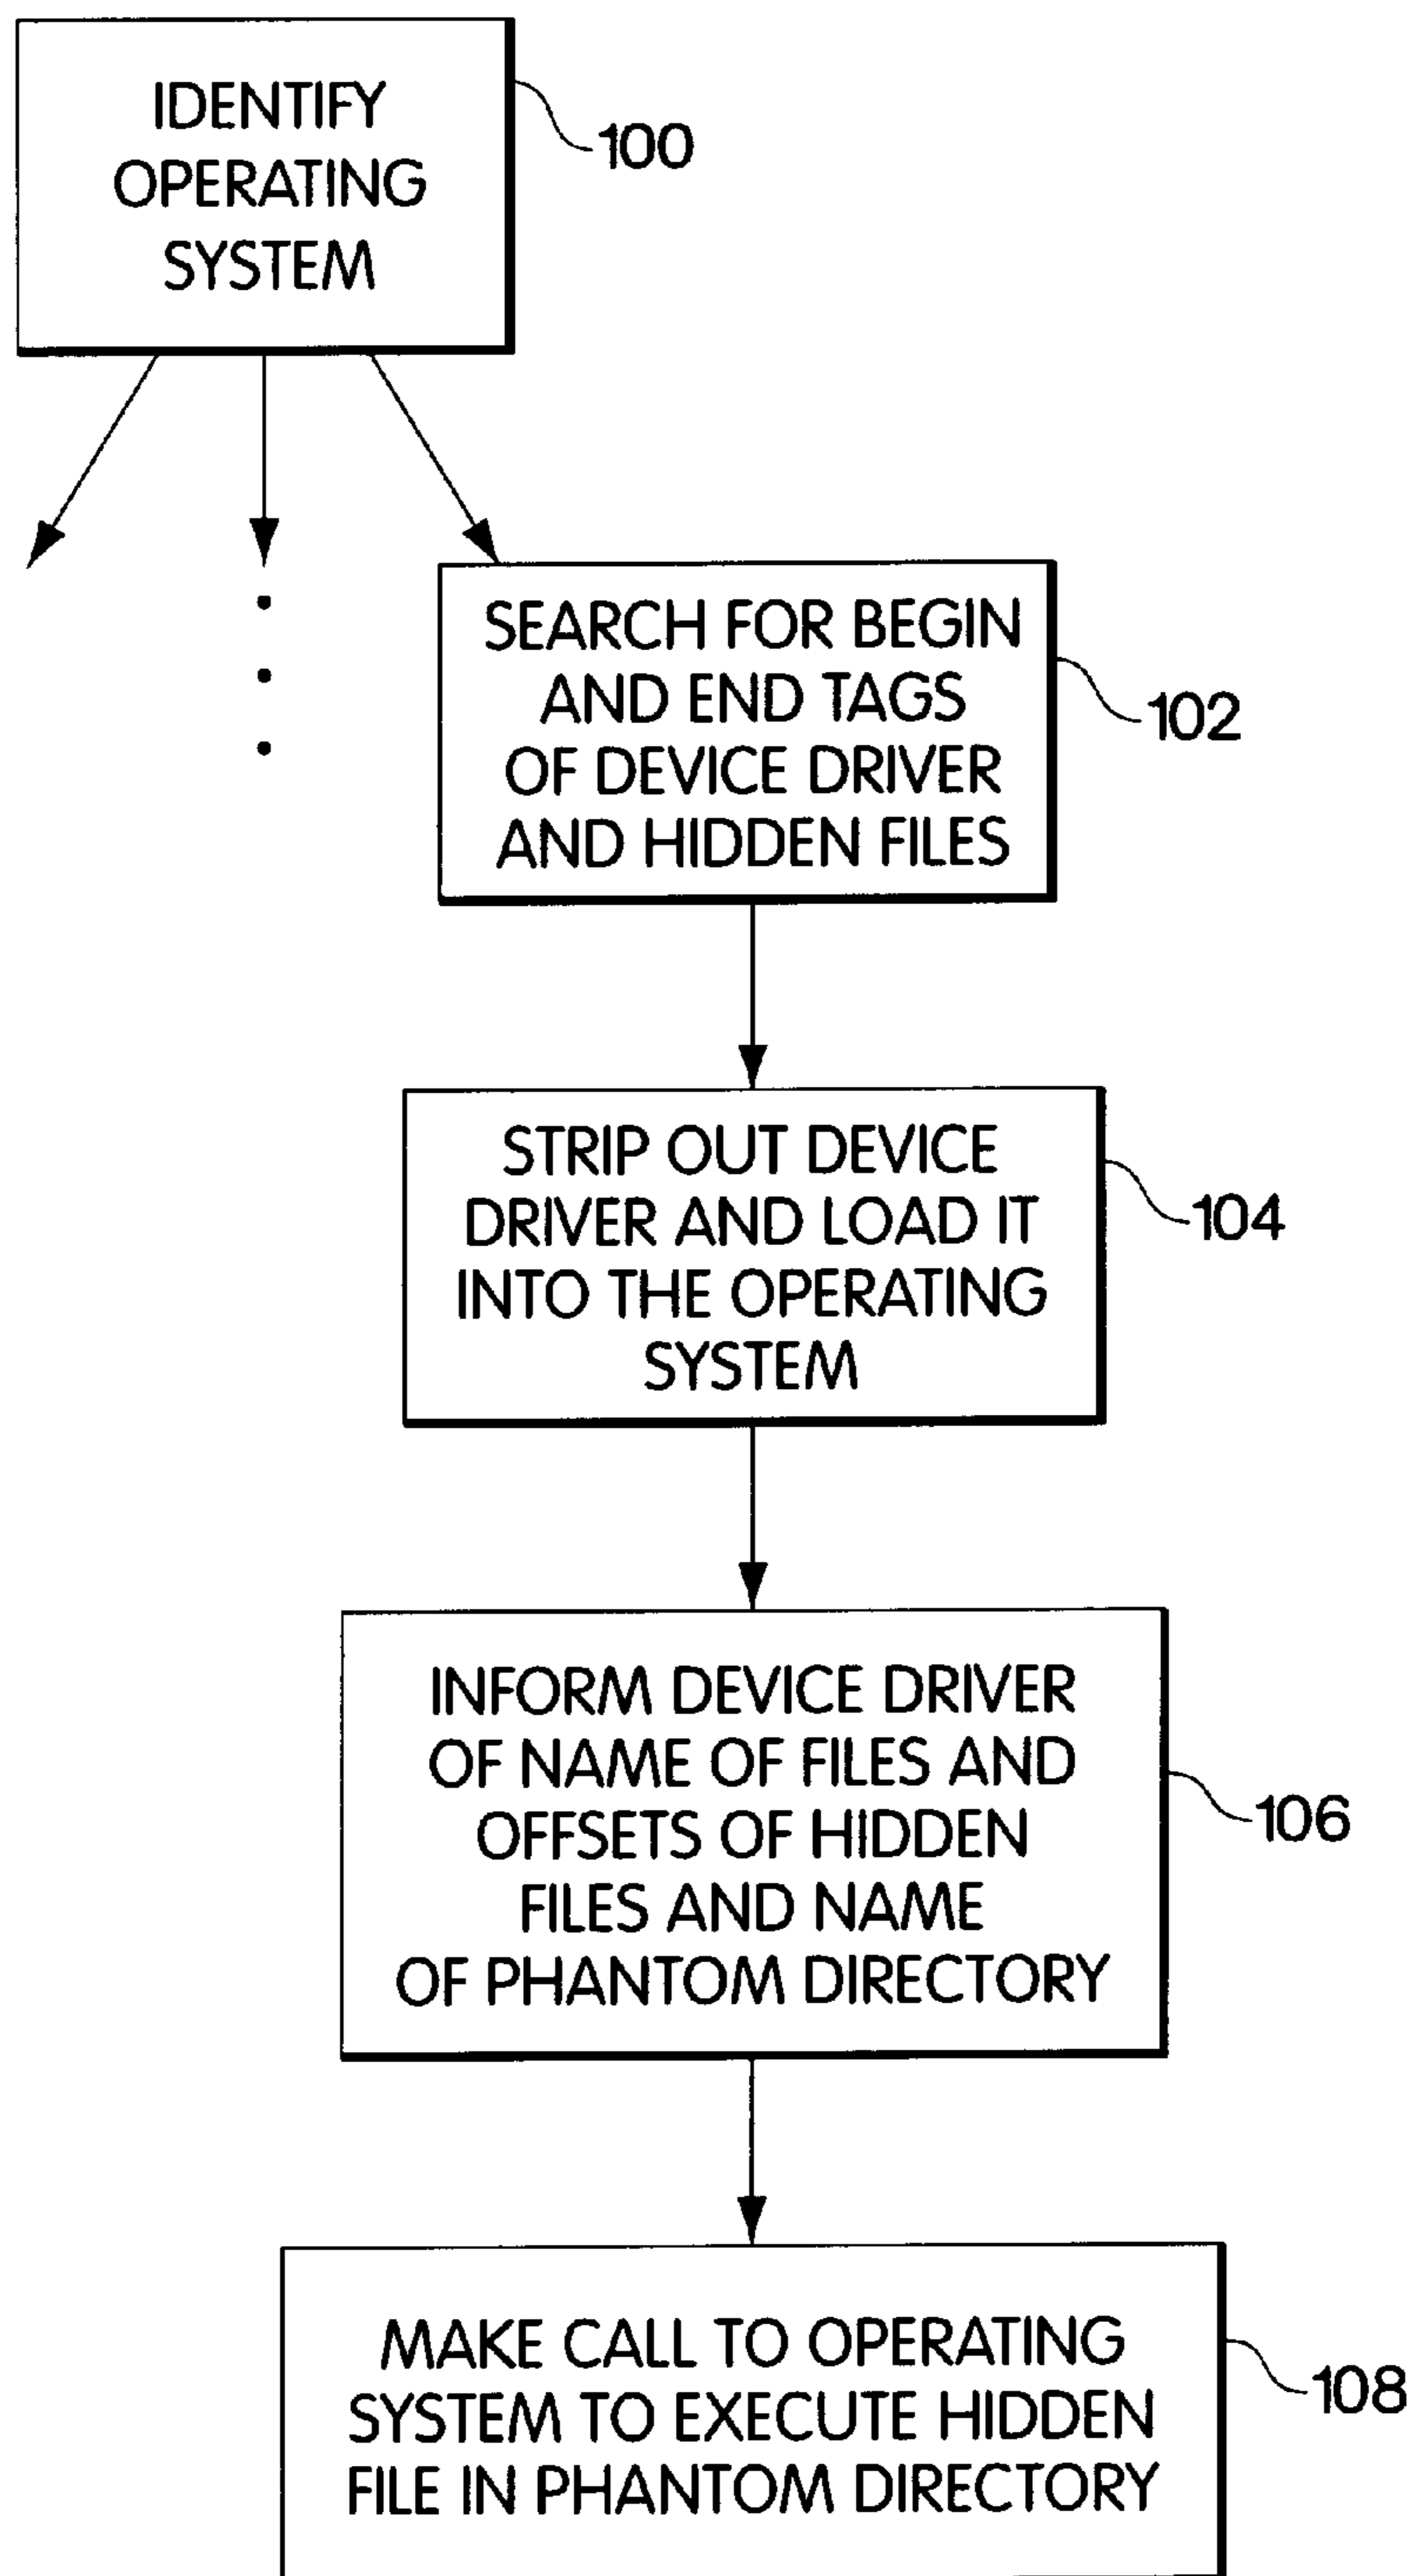 IDENTIFY
OPERATING
SYSTEM
100
SEARCH FOR BEGIN
AND END TAGS
OF DEVICE DRIVER
AND HIDDEN FILES
102
STRIP OUT DEVICE
DRIVER AND LOAD IT
INTO THE OPERATING
SYSTEM
104
INFORM DEVICE DRIVER
OF NAME OF FILES AND
OFFSETS OF HIDDEN
FILES AND NAME
OF PHANTOM DIRECTORY
106
MAKE CALL TO OPERATING
SYSTEM TO EXECUTE HIDDEN
FILE IN PHANTOM DIRECTORY
108